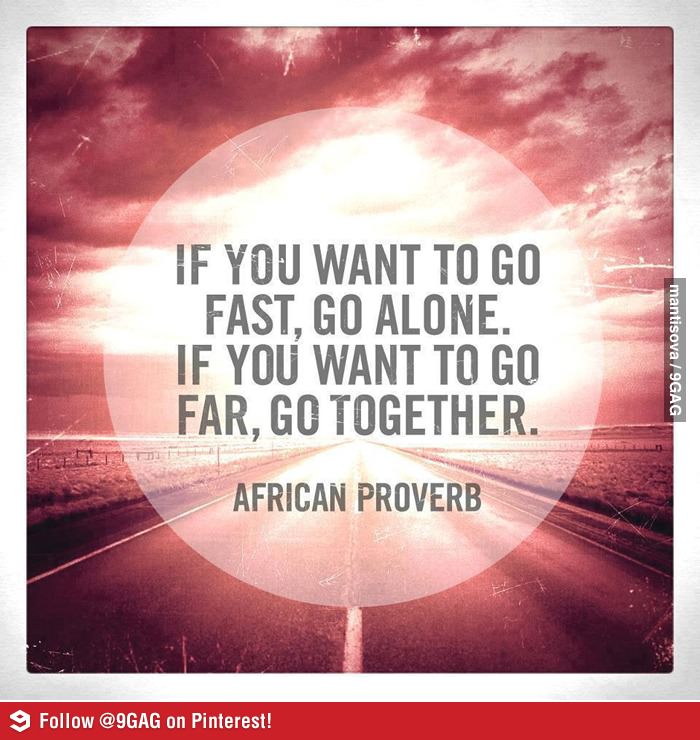 IF YOU WANT TO GO
FAST, GO ALONE.
IF YOU WANT TO GO
FAR, GO TOGETHER.
AFRICAN PROVERB
mantisova / 9GAG
Follow @9GAG on Pinterest!